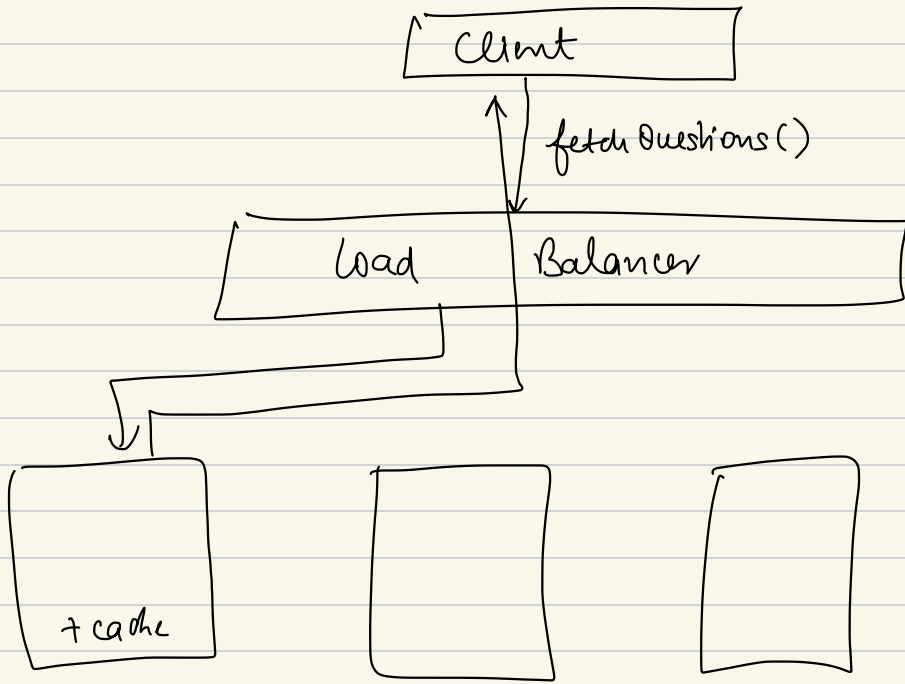 Client
fetch Questions()
Load Balancer
+ cache